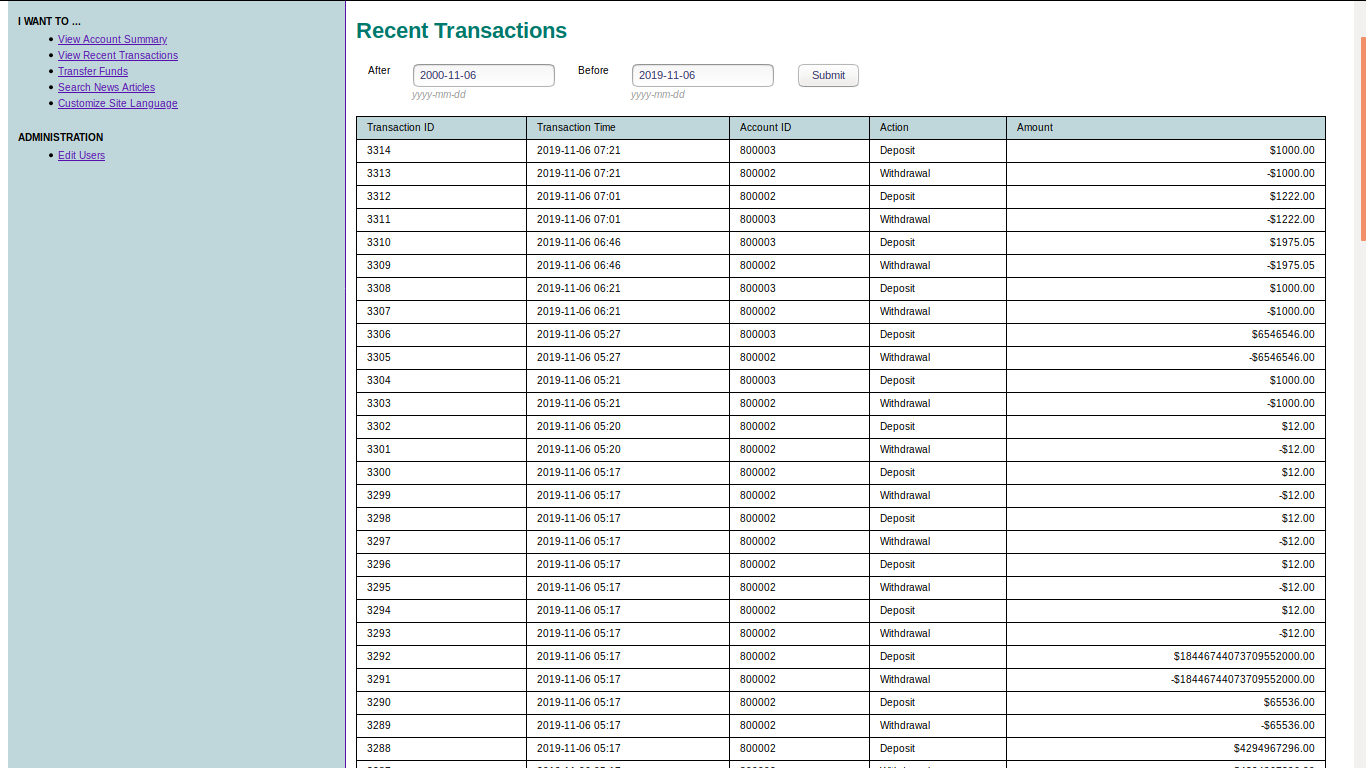 I WANT TO ...
View Account Summary
View Recent Transactions
Transfer Funds
Search News Articles
Customize Site Language
ADMINISTRATION
Edit Users
Recent Transactions
After 2000-11-06 Before 2019-11-06 Submit
yyyy-mm-dd yyyy-mm-dd
Transaction ID Transaction Time Account ID Action Amount
3314 2019-11-06 07:21 800003 Deposit $1000.00
3313 2019-11-06 07:21 800002 Withdrawal -$1000.00
3312 2019-11-06 07:01 800002 Deposit $1222.00
3311 2019-11-06 07:01 800003 Withdrawal -$1222.00
3310 2019-11-06 06:46 800003 Deposit $1975.05
3309 2019-11-06 06:46 800002 Withdrawal -$1975.05
3308 2019-11-06 06:21 800003 Deposit $1000.00
3307 2019-11-06 06:21 800002 Withdrawal -$1000.00
3306 2019-11-06 05:27 800003 Deposit $6546546.00
3305 2019-11-06 05:27 800002 Withdrawal -$6546546.00
3304 2019-11-06 05:21 800003 Deposit $1000.00
3303 2019-11-06 05:21 800002 Withdrawal -$1000.00
3302 2019-11-06 05:20 800002 Deposit $12.00
3301 2019-11-06 05:20 800002 Withdrawal -$12.00
3300 2019-11-06 05:17 800002 Deposit $12.00
3299 2019-11-06 05:17 800002 Withdrawal -$12.00
3298 2019-11-06 05:17 800002 Deposit $12.00
3297 2019-11-06 05:17 800002 Withdrawal -$12.00
3296 2019-11-06 05:17 800002 Deposit $12.00
3295 2019-11-06 05:17 800002 Withdrawal -$12.00
3294 2019-11-06 05:17 800002 Deposit $12.00
3293 2019-11-06 05:17 800002 Withdrawal -$12.00
3292 2019-11-06 05:17 800002 Deposit $18446744073709552000.00
3291 2019-11-06 05:17 800002 Withdrawal -$18446744073709552000.00
3290 2019-11-06 05:17 800002 Deposit $65536.00
3289 2019-11-06 05:17 800002 Withdrawal -$65536.00
3288 2019-11-06 05:17 800002 Deposit $4294967296.00